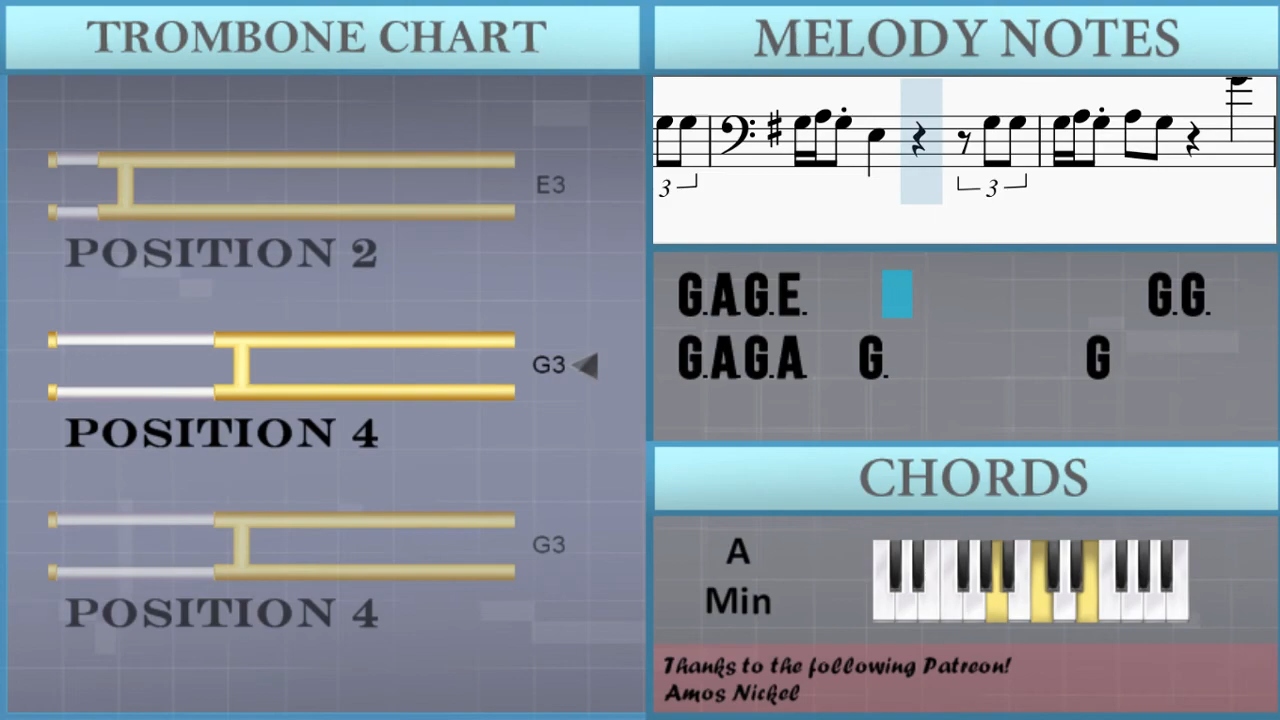 TROMBONE CHART
E3
POSITION 2
G3
POSITION 4
G3
POSITION 4
MELODY NOTES
3
3
G.A.G.E.
G.G.
G.A.G.A G.
G
CHORDS
A
Min
Thanks to the following Patreon!
Amos Nickel